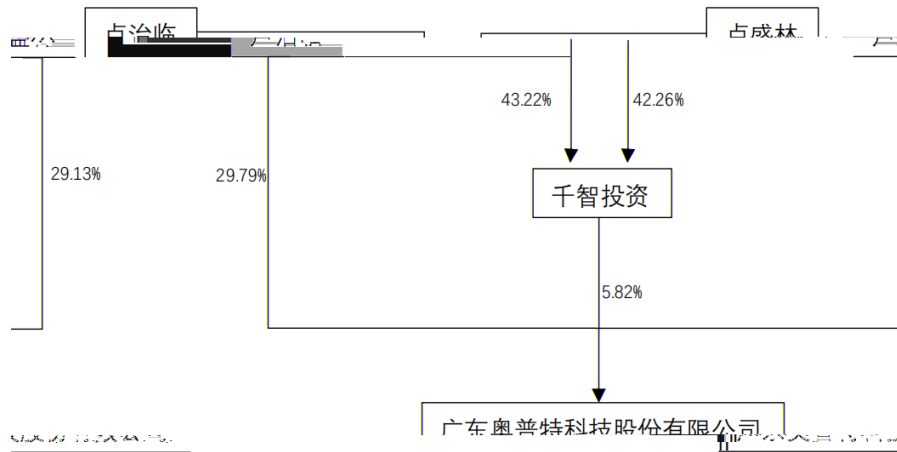 卢治临
卢盛林
43.22%
42.26%
29.13%
29.79%
千智投资
5.82%
广东奥普特科技股份有限公司